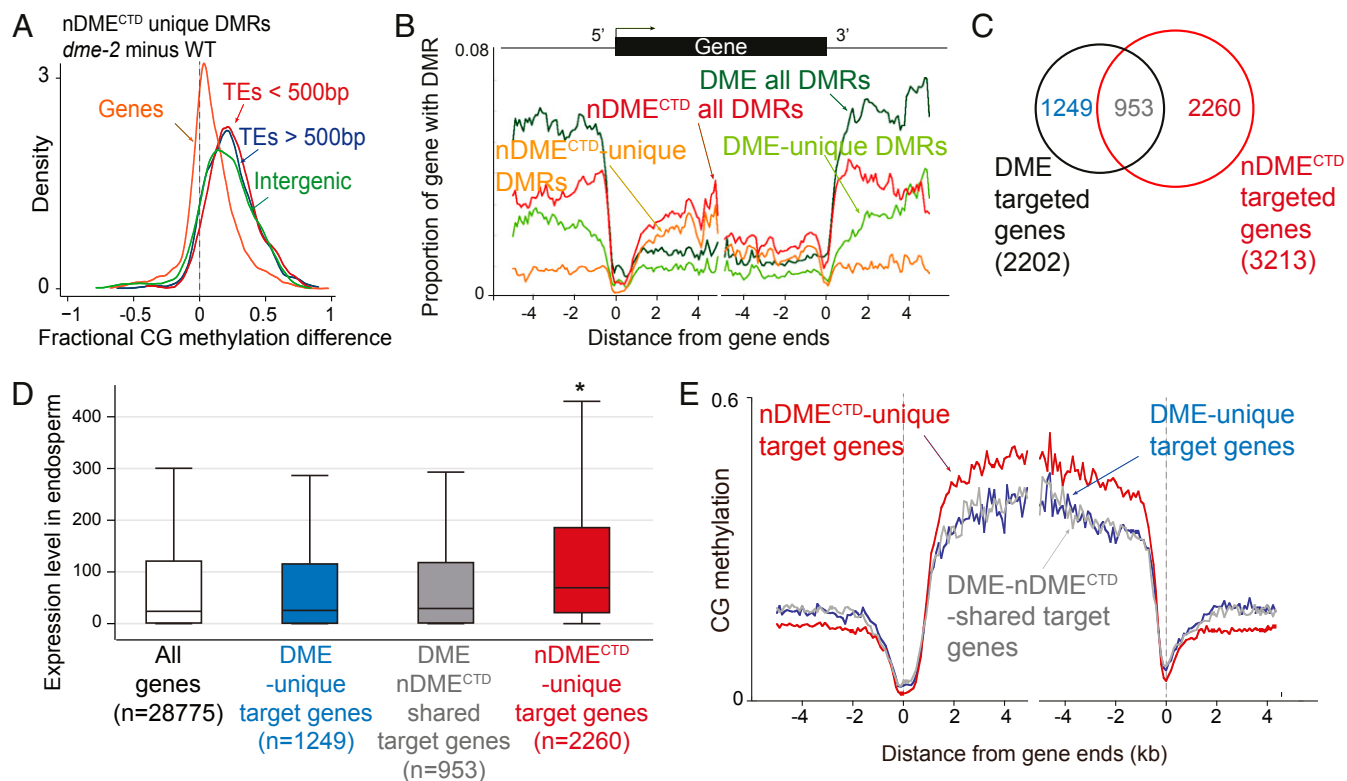 A
nDME^CTD unique DMRs
dme-2 minus WT
3
0
Density
Genes
TEs < 500bp
TEs > 500bp
Intergenic
−1
-0.5
0
0.5
1
Fractional CG methylation difference
B
5’
Gene
3’
0.08
0
Proportion of gene with DMR
DME all DMRs
nDME^CTD all DMRs
nDME^CTD-unique
DMRs
DME-unique DMRs
-4
-2
0
2
4
-4
-2
0
2
4
Distance from gene ends
C
1249
953
2260
DME
targeted
genes
(2202)
nDME^CTD
targeted
genes
(3213)
D
*
Expression level in endosperm
400
300
200
100
0
All
genes
(n=28775)
DME
-unique
target genes
(n=1249)
DME
nDME^CTD
shared
target genes
(n=953)
nDME^CTD
-unique
target genes
(n=2260)
E
0.6
0
CG methylation
nDME^CTD-unique
target genes
DME-unique
target genes
DME-nDME^CTD
-shared target
genes
-4
-2
0
2
4
-4
-2
0
2
4
Distance from gene ends (kb)